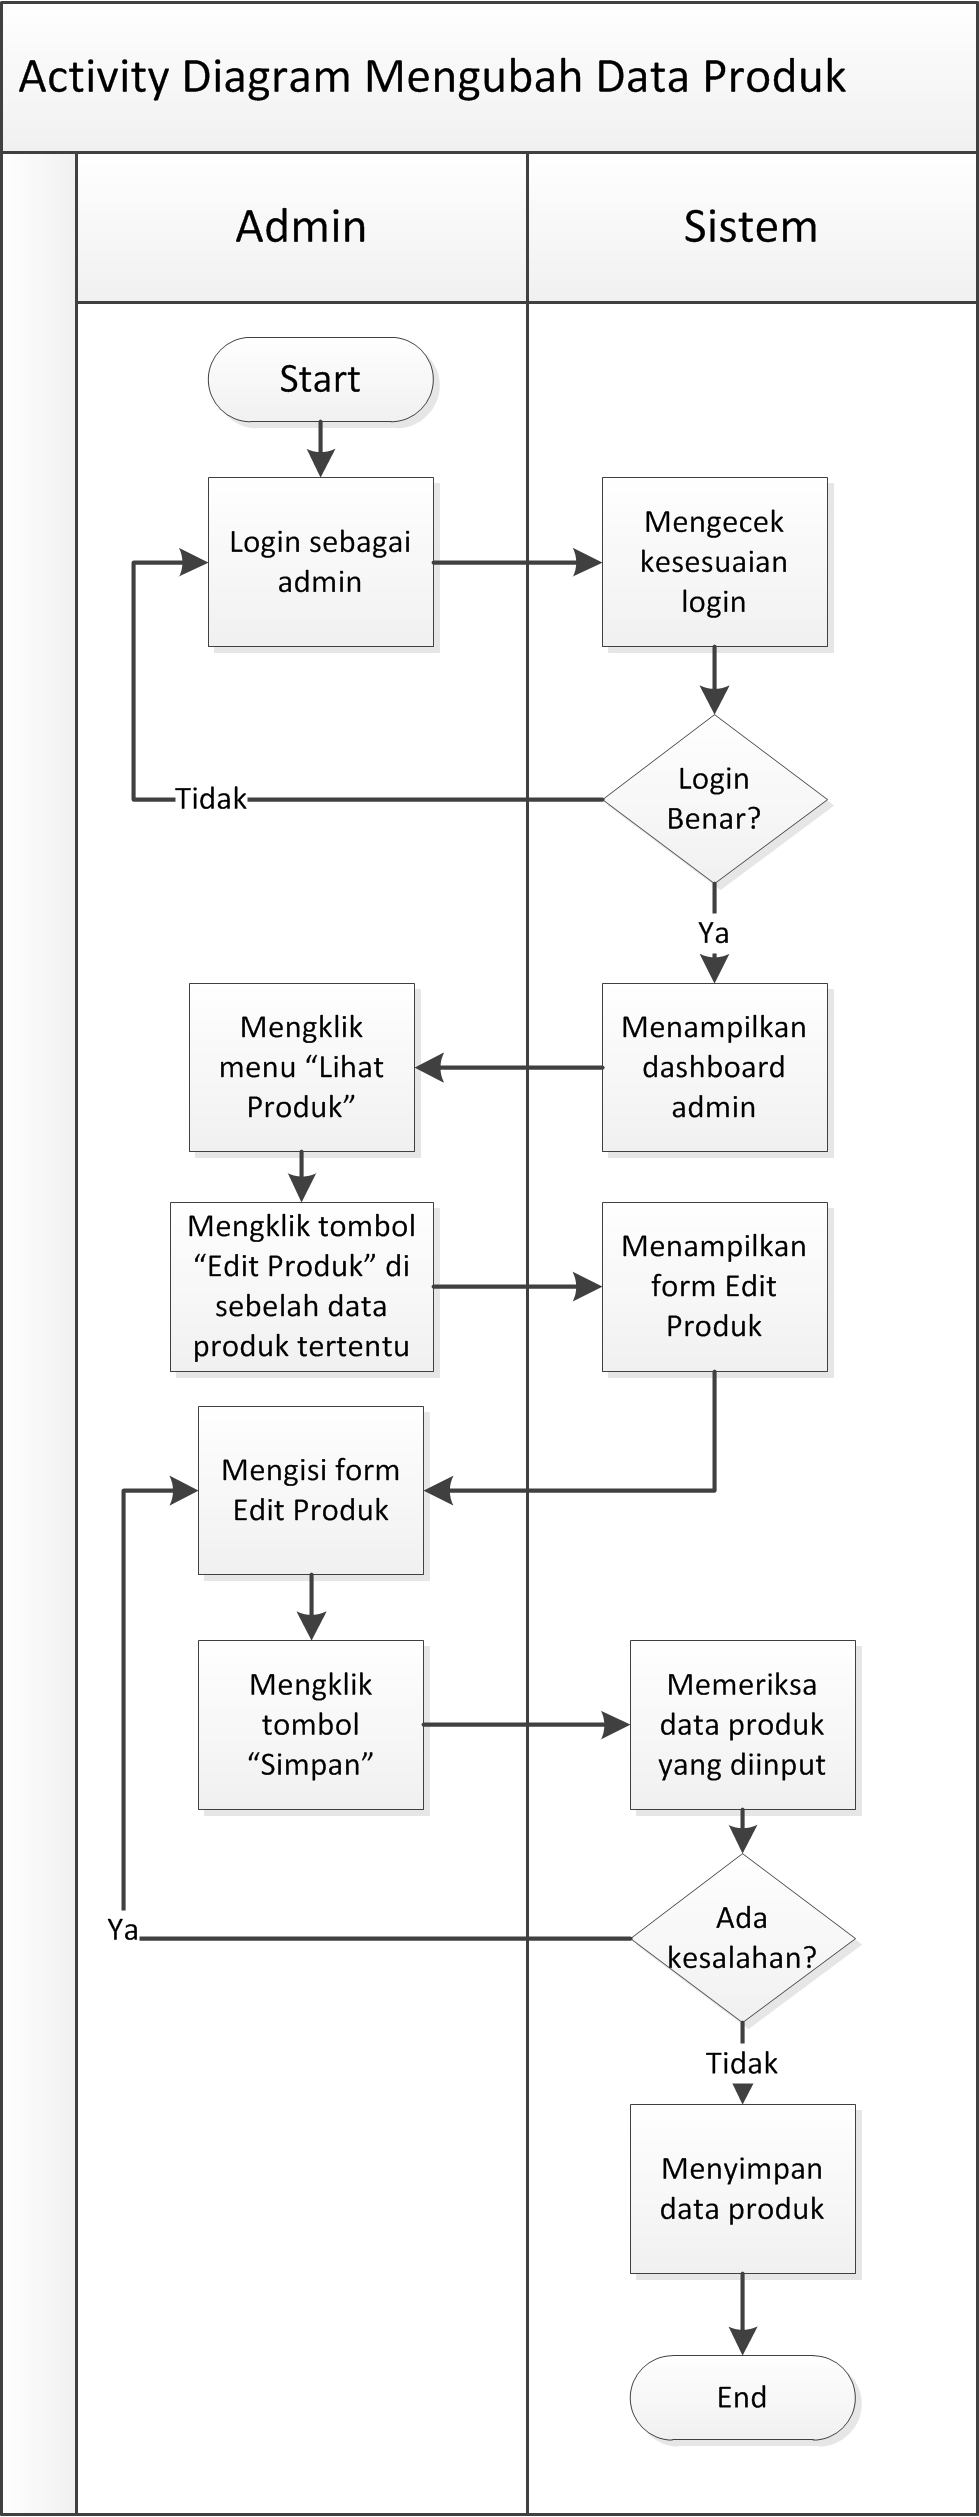 Activity Diagram Mengubah Data Produk
Admin
Sistem
Start
Login sebagai
admin
Mengecek
kesesuaian
login
Login
Benar?
Tidak
Ya
Menampilkan
dashboard
admin
Mengklik
menu “Lihat
Produk”
Mengklik tombol
“Edit Produk” di
sebelah data
produk tertentu
Menampilkan
form Edit
Produk
Mengisi form
Edit Produk
Mengklik
tombol
“Simpan”
Memeriksa
data produk
yang diinput
Ada
kesalahan?
Ya
Tidak
Menyimpan
data produk
End